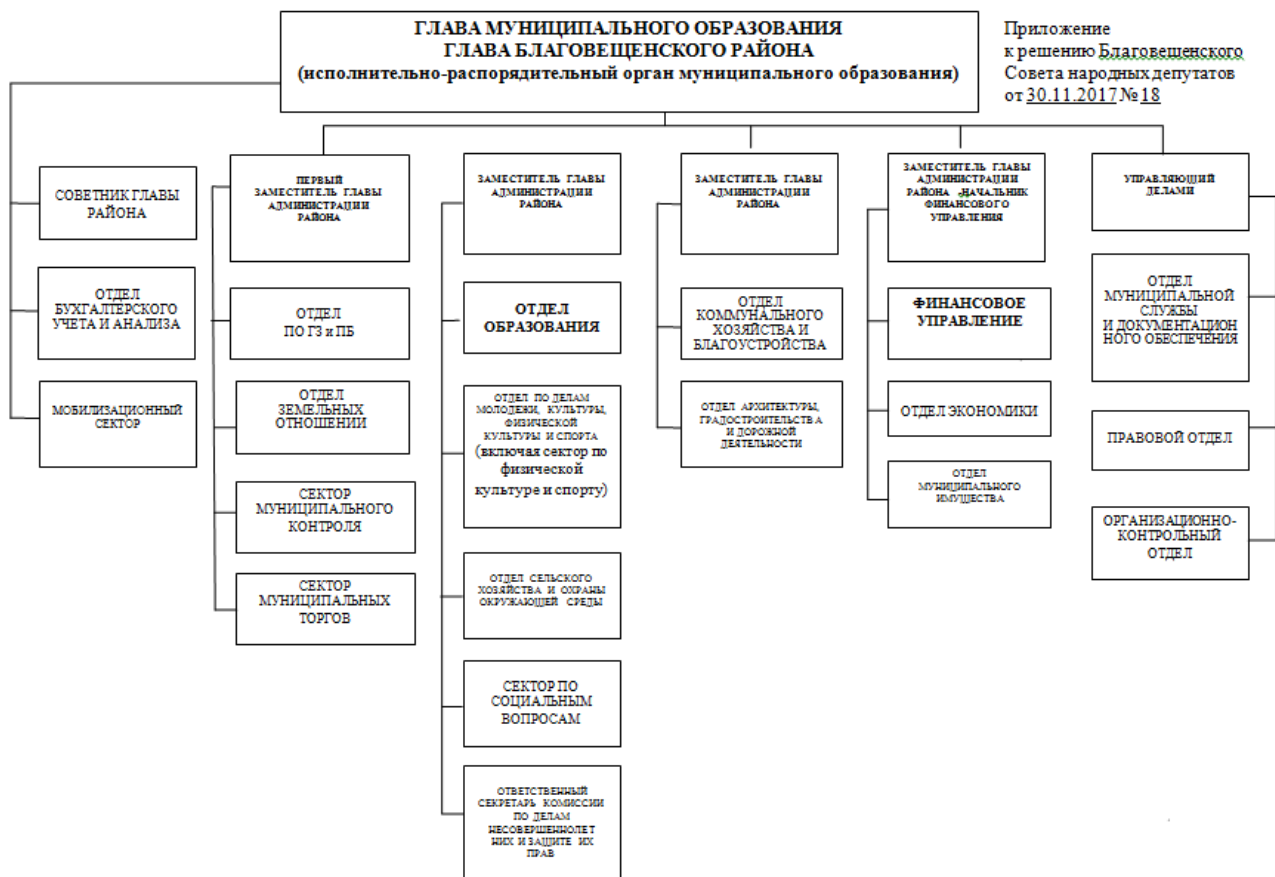 ГЛАВА МУНИЦИПАЛЬНОГО ОБРАЗОВАНИЯ
ГЛАВА БЛАГОВЕЩЕНСКОГО РАЙОНА
(исполнительно-распорядительный орган муниципального образования)
Приложение
к решению Благовещенского
Совета народных депутатов
от 30.11.2017 № 18
СОВЕТНИК ГЛАВЫ
РАЙОНА
ОТДЕЛ
БУХГАЛТЕРСКОГО
УЧЕТА И АНАЛИЗА
МОБИЛИЗАЦИОННЫЙ
СЕКТОР
ПЕРВЫЙ
ЗАМЕСТИТЕЛЬ ГЛАВЫ
АДМИНИСТРАЦИИ
РАЙОНА
ОТДЕЛ
ПО ГЗ и ПБ
ОТДЕЛ
ЗЕМЕЛЬНЫХ
ОТНОШЕНИИ
СЕКТОР
МУНИЦИПАЛЬНОГО
КОНТРОЛЯ
СЕКТОР
МУНИЦИПАЛЬНЫХ
ТОРГОВ
ЗАМЕСТИТЕЛЬ ГЛАВЫ
АДМИНИСТРАЦИИ
РАЙОНА
ОТДЕЛ
ОБРАЗОВАНИЯ
ОТДЕЛ ПО ДЕЛАМ
МОЛОДЕЖИ, КУЛЬТУРЫ,
ФИЗИЧЕСКОЙ
КУЛЬТУРЫ И СПОРТА
(включая сектор по
физической
культуре и спорту)
ОТДЕЛ СЕЛЬСКОГО
ХОЗЯЙСТВА И ОХРАНЫ
ОКРУЖАЮЩЕЙ СРЕДЫ
СЕКТОР ПО
СОЦИАЛЬНЫМ
ВОПРОСАМ
ОТВЕТСТВЕННЫЙ
СЕКРЕТАРЬ КОМИССИИ
ПО ДЕЛАМ
НЕСОВЕРШЕННОЛЕТ
НИХ И ЗАЩИТЕ ИХ
ПРАВ
ЗАМЕСТИТЕЛЬ ГЛАВЫ
АДМИНИСТРАЦИИ
РАЙОНА
ОТДЕЛ
КОММУНАЛЬНОГО
ХОЗЯЙСТВА И
БЛАГОУСТРОЙСТВА
ОТДЕЛ АРХИТЕКТУРЫ,
ГРАДОСТРОИТЕЛЬСТВА
И ДОРОЖНОЙ
ДЕЯТЕЛЬНОСТИ
ЗАМЕСТИТЕЛЬ ГЛАВЫ
АДМИНИСТРАЦИИ
РАЙОНА -НАЧАЛЬНИК
ФИНАНСОВОГО
УПРАВЛЕНИЯ
ФИНАНСОВОЕ
УПРАВЛЕНИЕ
ОТДЕЛ ЭКОНОМИКИ
ОТДЕЛ
МУНИЦИПАЛЬНОГО
ИМУЩЕСТВА
УПРАВЛЯЮЩИЙ
ДЕЛАМИ
ОТДЕЛ
МУНИЦИПАЛЬНОЙ
СЛУЖБЫ
И ДОКУМЕНТАЦИОН
НОГО ОБЕСПЕЧЕНИЯ
ПРАВОВОЙ ОТДЕЛ
ОРГАНИЗАЦИОННО-
КОНТРОЛЬНЫЙ
ОТДЕЛ